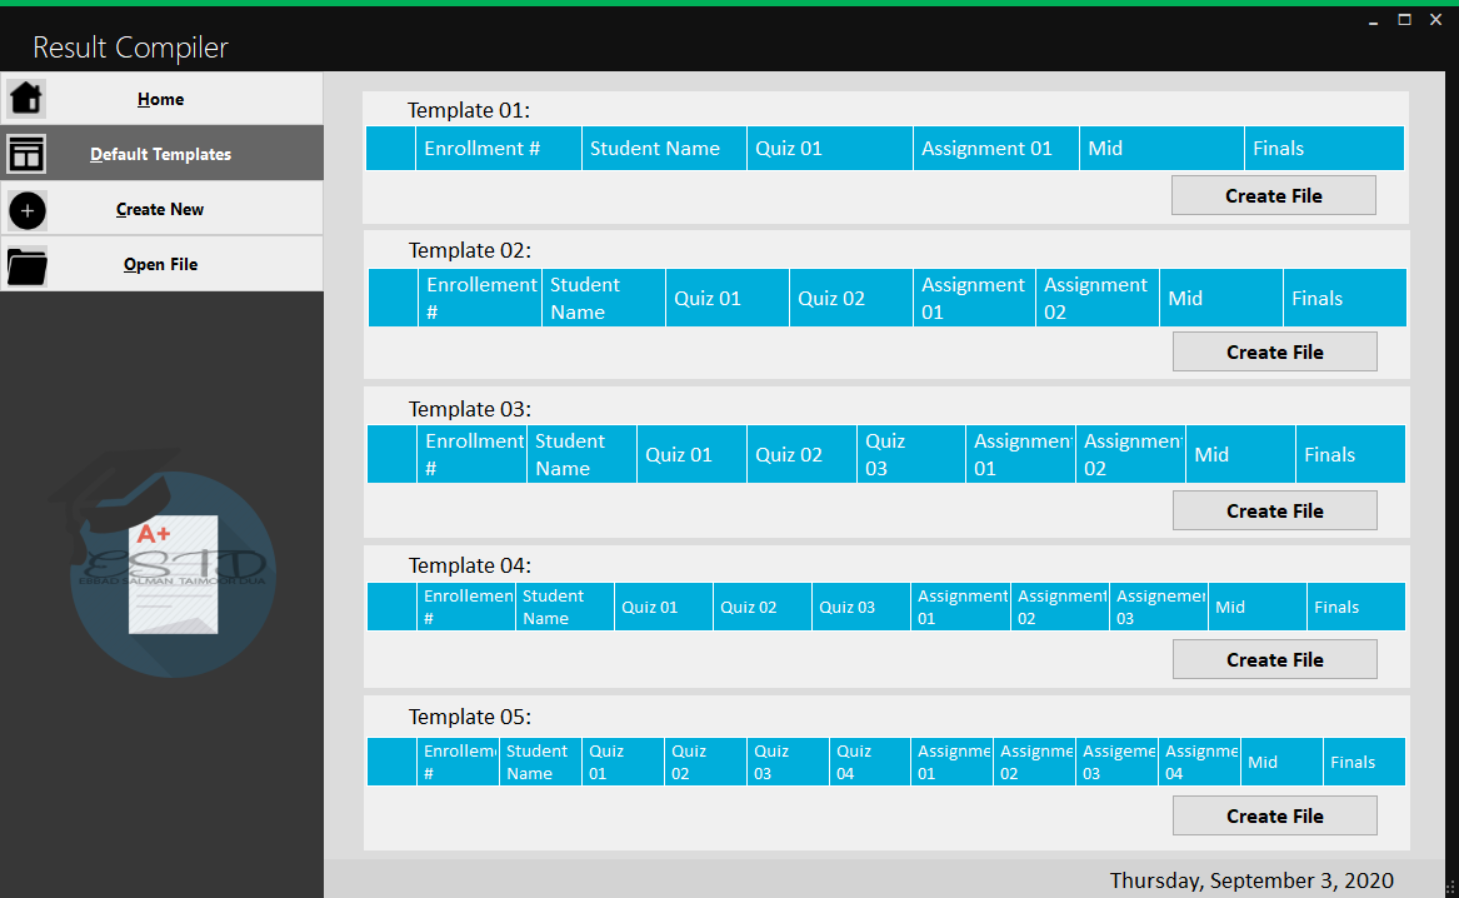 Result Compiler
Home
Default Templates
Create New
Open File
A+
ESTD
ESBAD SALMAN TAIMOOR DUA
Template 01:
Enrollment # Student Name Quiz 01 Assignment 01 Mid Finals
Create File
Template 02:
Enrollement Student Quiz 01 Quiz 02 Assignment Assignment Mid Finals
# Name 01 02
Create File
Template 03:
Enrollment Student Quiz 01 Quiz 02 Quiz Assignmen Assignmen Mid Finals
# Name 03 01 02
Create File
Template 04:
Enrollemen Student Quiz 01 Quiz 02 Quiz 03 Assignment Assignment Assignemen Mid Finals
# Name 01 02 03
Create File
Template 05:
Enrollem Student Quiz Quiz Quiz Quiz Assignme Assignme Assigeme Assignme Mid Finals
# Name 01 02 03 04 01 02 03 04
Create File
Thursday, September 3, 2020